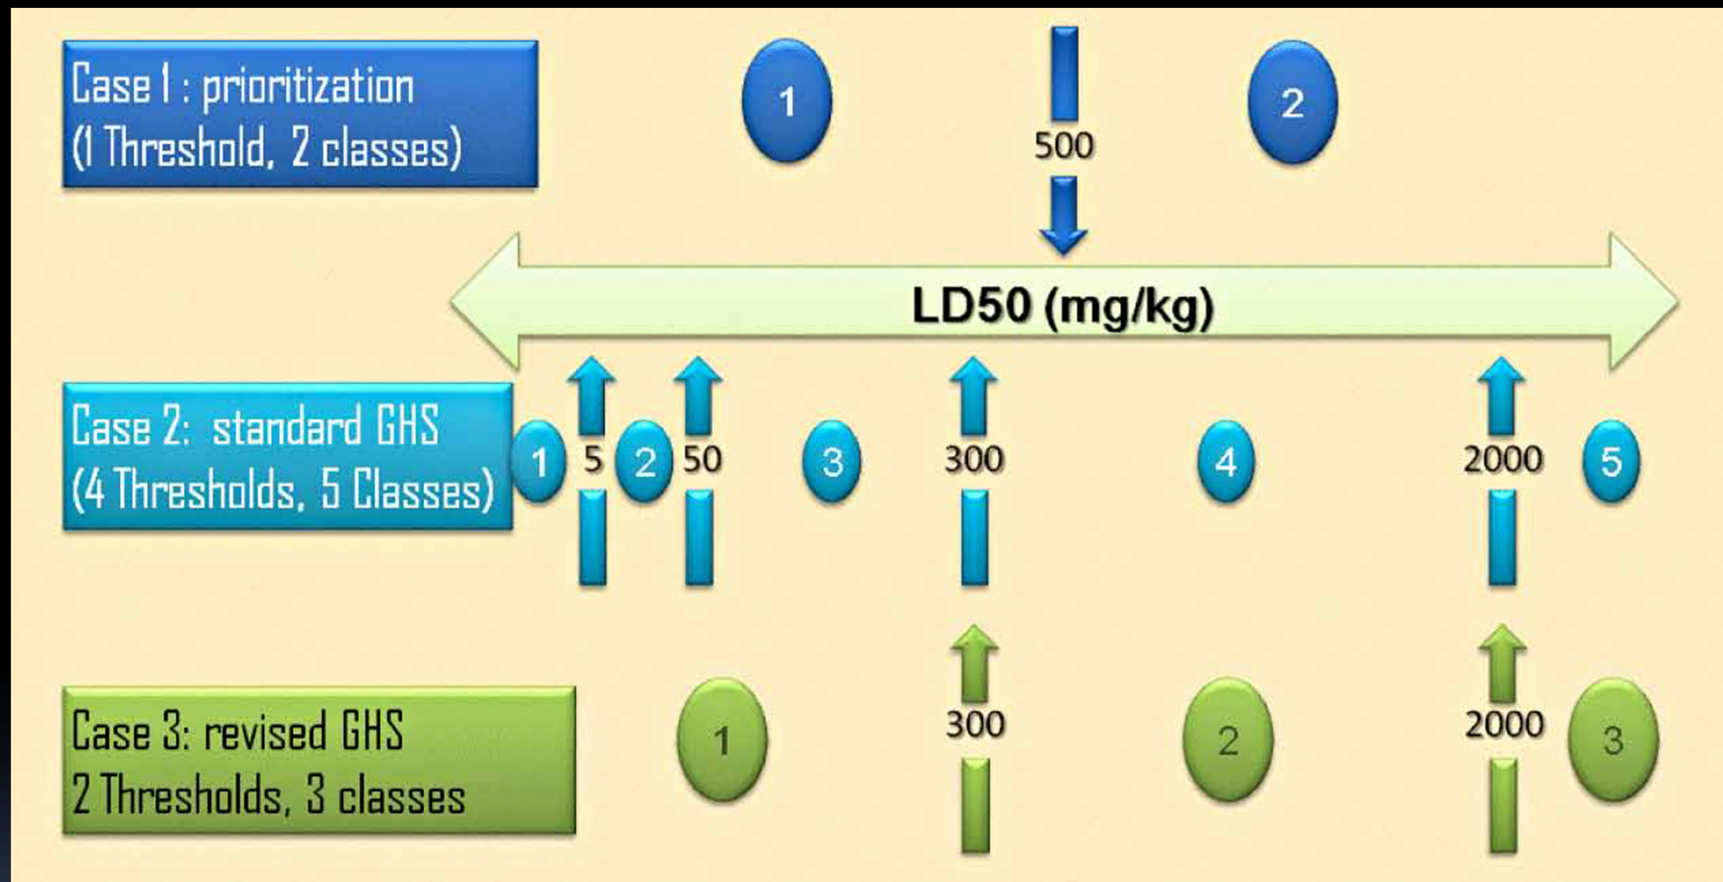 Case 1 : prioritization
(1 Threshold, 2 classes)
1
500
2
LD50 (mg/kg)
Case 2:  standard GHS
(4 Thresholds, 5 Classes)
1
5
2
50
3
300
4
2000
5
Case 3: revised GHS
2 Thresholds, 3 classes
1
300
2
2000
3